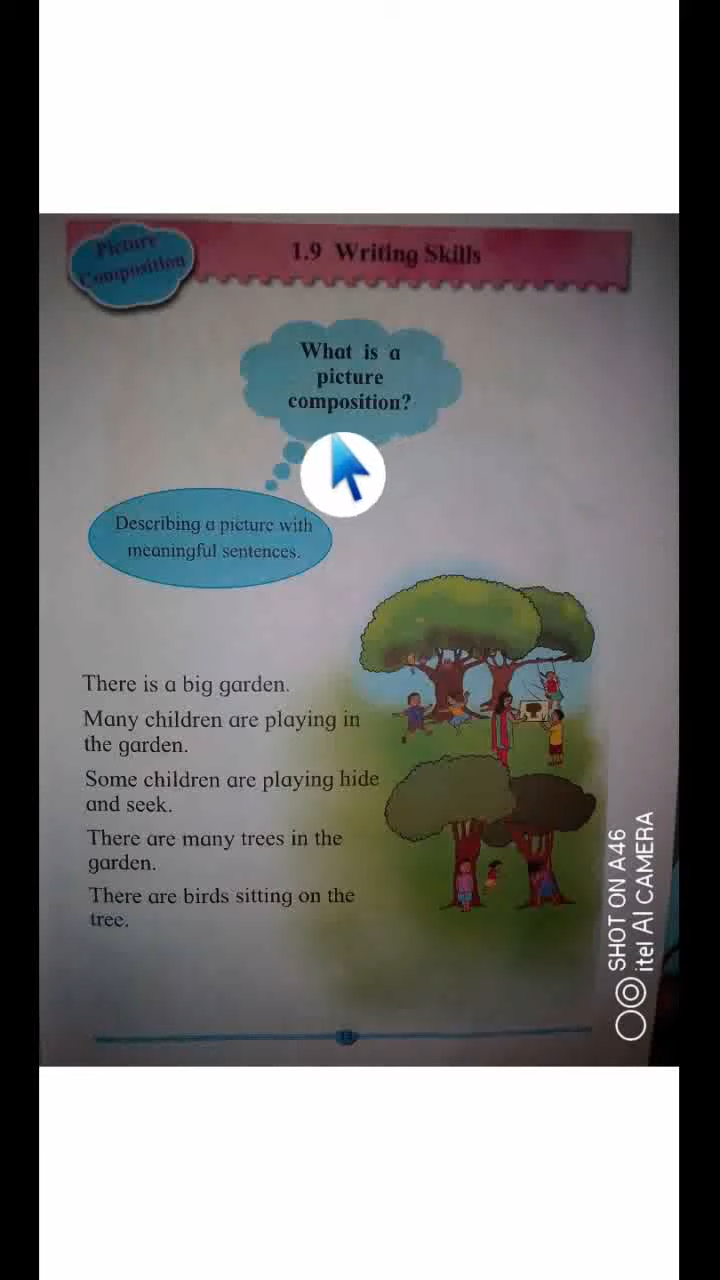 Picture
Composition
1.9 Writing Skills
What is a
picture
composition?
Describing a picture with
meaningful sentences.
There is a big garden.
Many children are playing in
the garden.
Some children are playing hide
and seek.
There are many trees in the
garden.
There are birds sitting on the
tree.
13
SHOT ON A46
itel AI CAMERA